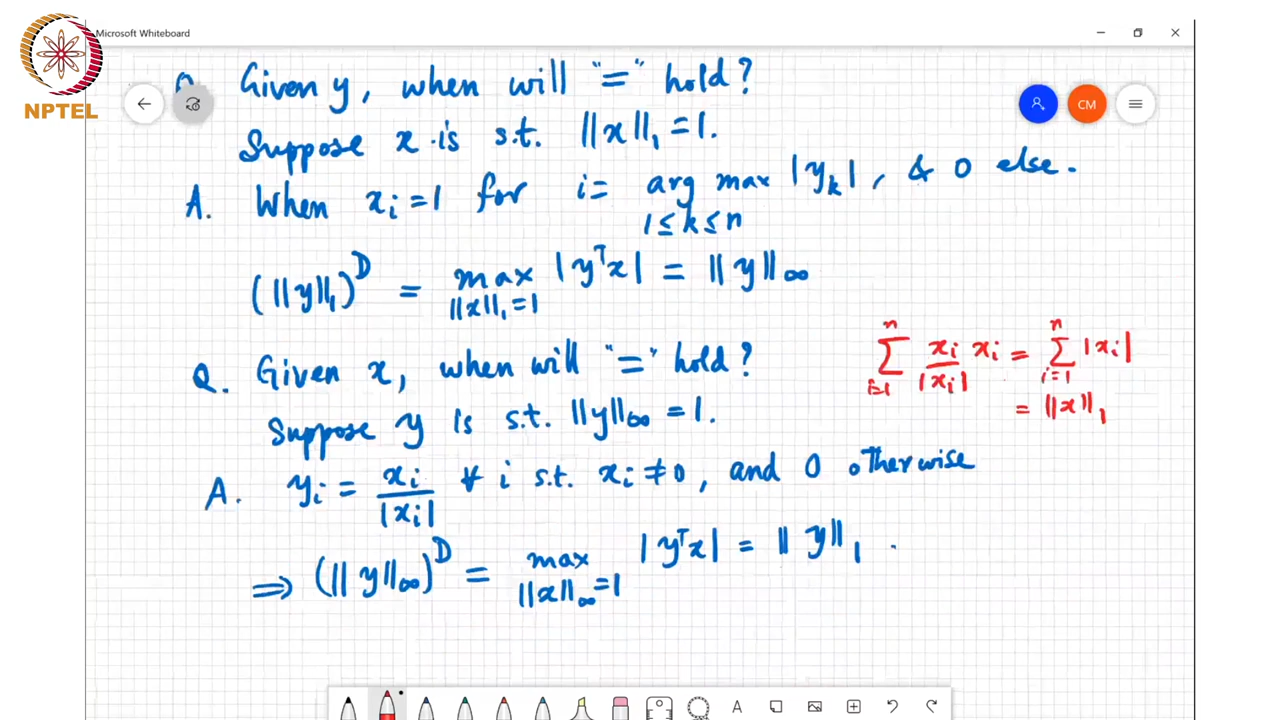 Microsoft Whiteboard
NPTEL
Q. Given y, when will "=" hold?
CM
Suppose x is s.t. ||x||₁ = 1.
A. When xᵢ = 1 for i = arg max |yₖ|, & 0 else.
1 ≤ k ≤ n
(||y||₁)ᴰ = max |yᵀx| = ||y||∞
||x||₁ = 1
Q. Given x, when will "=" hold?
Suppose y is s.t. ||y||∞ = 1.
A. yᵢ = xᵢ/|xᵢ| ∀ i s.t. xᵢ ≠ 0, and 0 otherwise
⇒ (||y||∞)ᴰ = max |yᵀx| = ||y||₁.
||x||∞ = 1
∑ᵢ₌₁ⁿ xᵢ/|xᵢ| xᵢ = ∑ᵢ₌₁ⁿ |xᵢ|
= ||x||₁
A